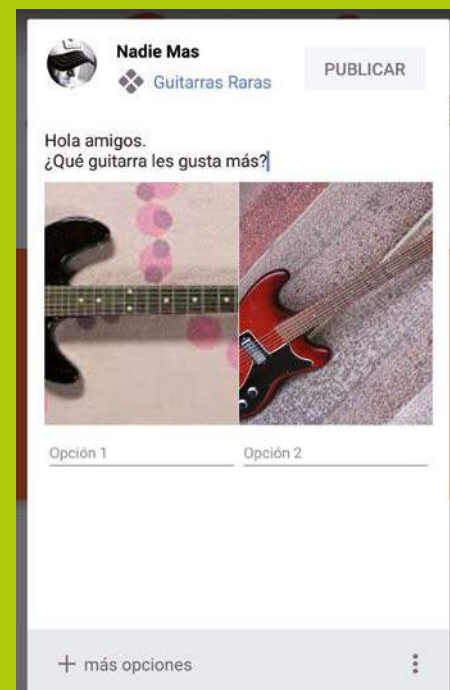 Nadie Mas
Guitarras Raras
PUBLICAR
Hola amigos.
¿Qué guitarra les gusta más?
Opción 1
Opción 2
+ más opciones